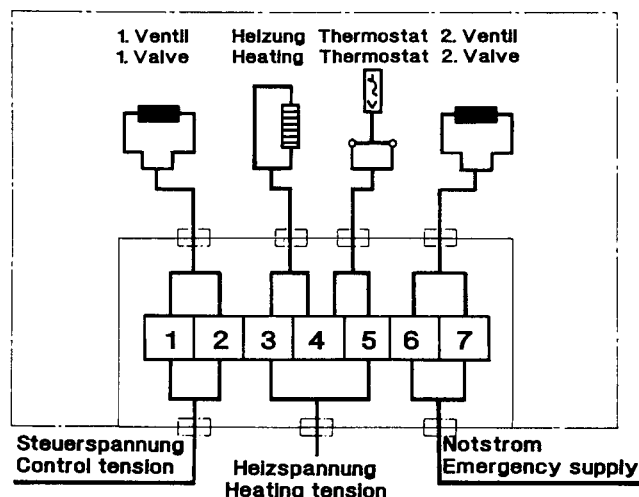 1. Ventil Heizung Thermostat 2. Ventil
1. Valve Heating Thermostat 2. Valve
1 2 3 4 5 6 7
Steuerspannung
Control tension
Heizspannung
Heating tension
Notstrom
Emergency supply